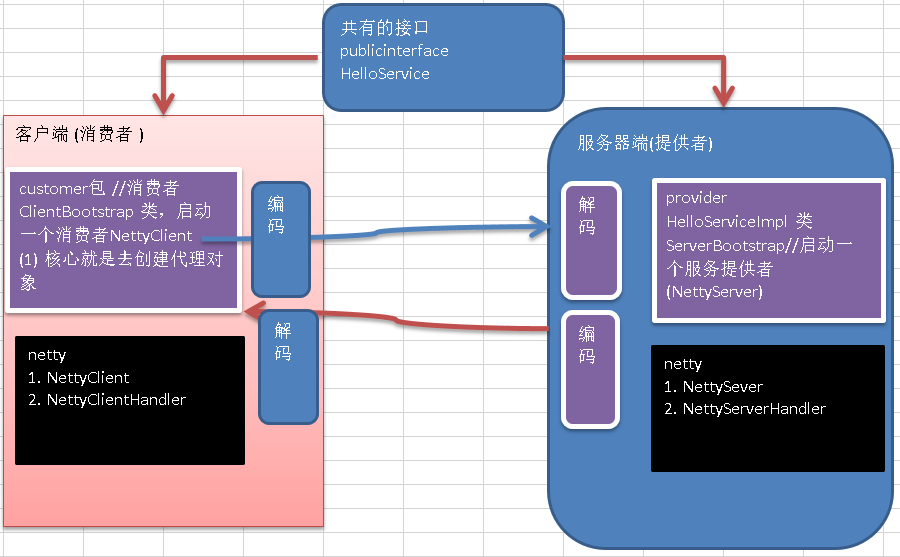 共有的接口
publicinterface
HelloService
客户端 (消费者 )
customer包 //消费者
ClientBootstrap 类，启动
一个消费者NettyClient
(1) 核心就是去创建代理对
象
编
码
解
码
netty
1. NettyClient
2. NettyClientHandler
服务器端(提供者)
解
码
编
码
provider
HelloServiceImpl 类
ServerBootstrap//启动一
个服务提供者
(NettyServer)
netty
1. NettySever
2. NettyServerHandler